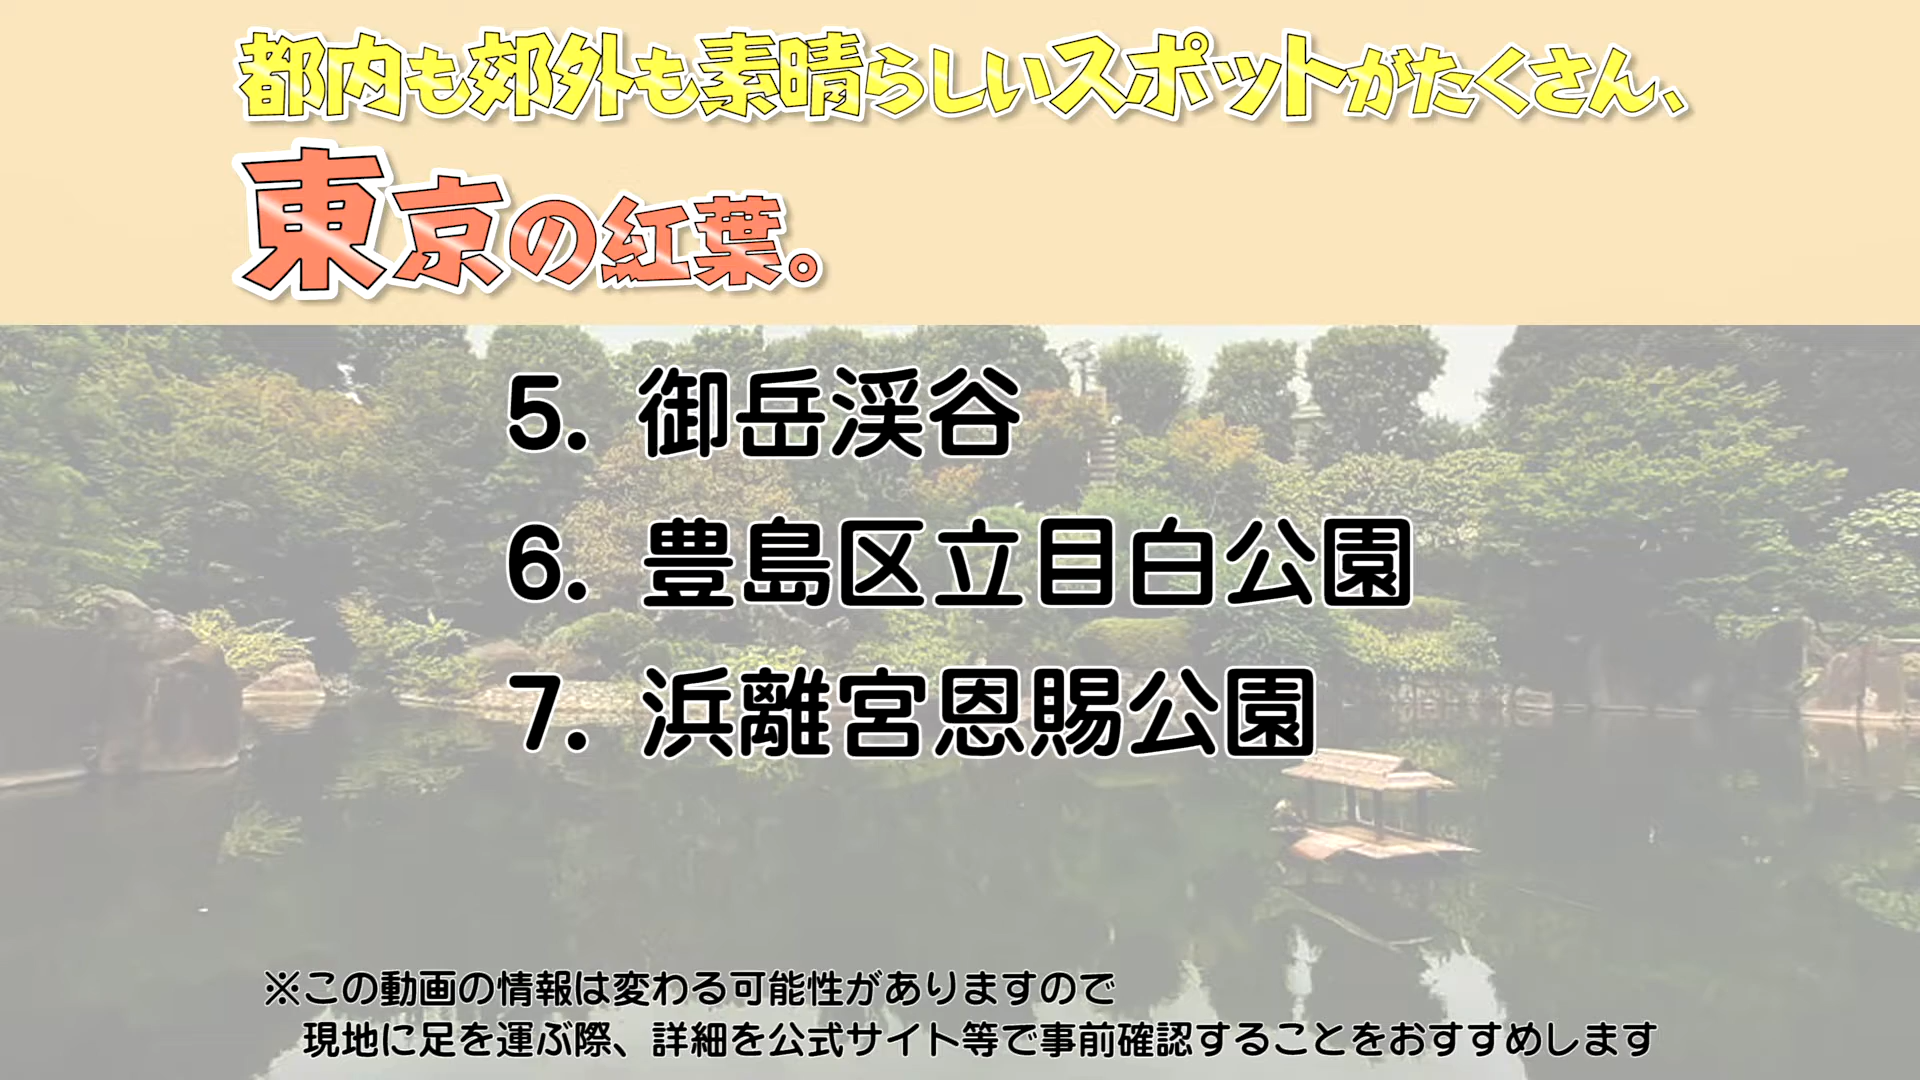 都内も郊外も素晴らしいスポットがたくさん、
東京の紅葉。
5. 御岳渓谷
6. 豊島区立目白公園
7. 浜離宮恩賜公園
※この動画の情報は変わる可能性がありますので
現地に足を運ぶ際、詳細を公式サイト等で事前確認することをおすすめします